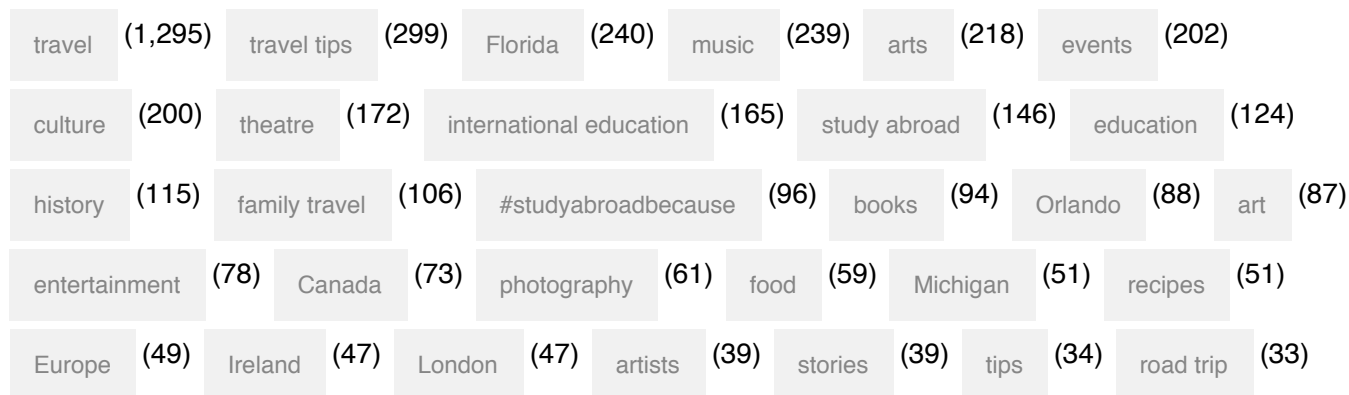 travel (1,295) travel tips (299) Florida (240) music (239) arts (218) events (202)
culture (200) theatre (172) international education (165) study abroad (146) education (124)
history (115) family travel (106) #studyabroadbecause (96) books (94) Orlando (88) art (87)
entertainment (78) Canada (73) photography (61) food (59) Michigan (51) recipes (51)
Europe (49) Ireland (47) London (47) artists (39) stories (39) tips (34) road trip (33)